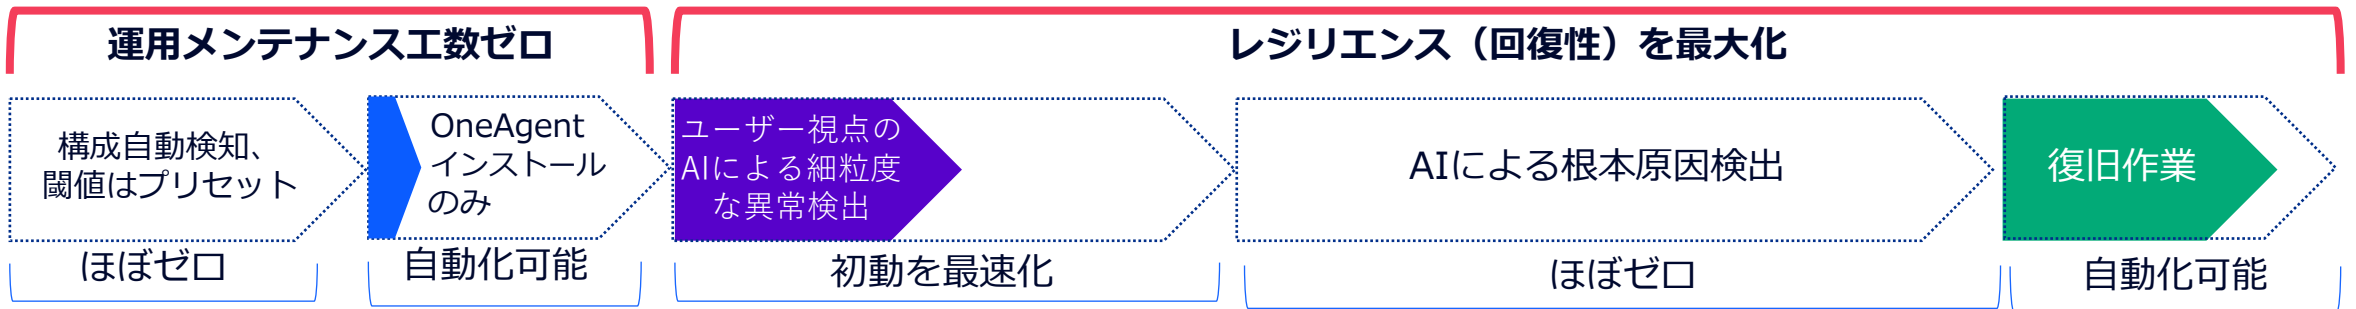 運用メンテナンス工数ゼロ
レジリエンス（回復性）を最大化
構成自動検知、
閾値はプリセット
OneAgent
インストール
のみ
ユーザー視点の
AIによる細粒度
な異常検出
AIによる根本原因検出
復旧作業
ほぼゼロ
自動化可能
初動を最速化
ほぼゼロ
自動化可能